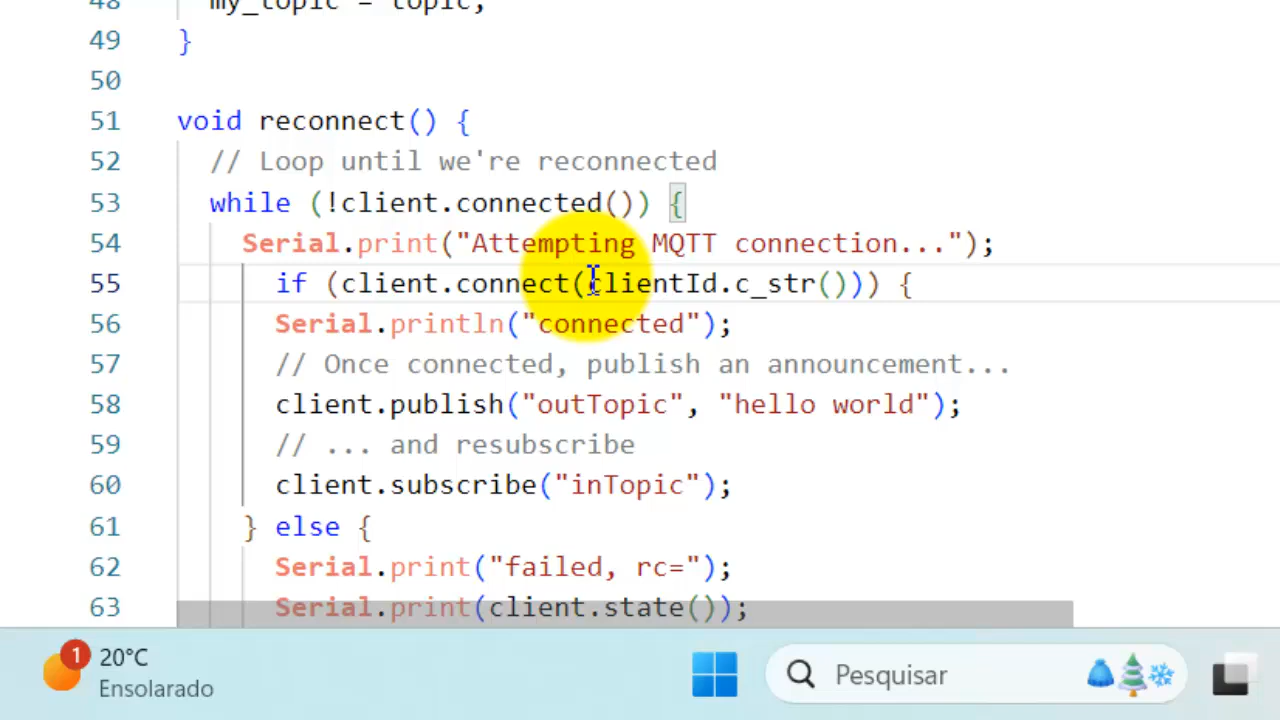 48 my_topic = topic;
49 }
50
51 void reconnect() {
52 // Loop until we're reconnected
53 while (!client.connected()) {
54 Serial.print("Attempting MQTT connection...");
55 if (client.connect(clientId.c_str())) {
56 Serial.println("connected");
57 // Once connected, publish an announcement...
58 client.publish("outTopic", "hello world");
59 // ... and resubscribe
60 client.subscribe("inTopic");
61 } else {
62 Serial.print("failed, rc=");
63 Serial.print(client.state());
1
20°C
Ensolarado
Pesquisar